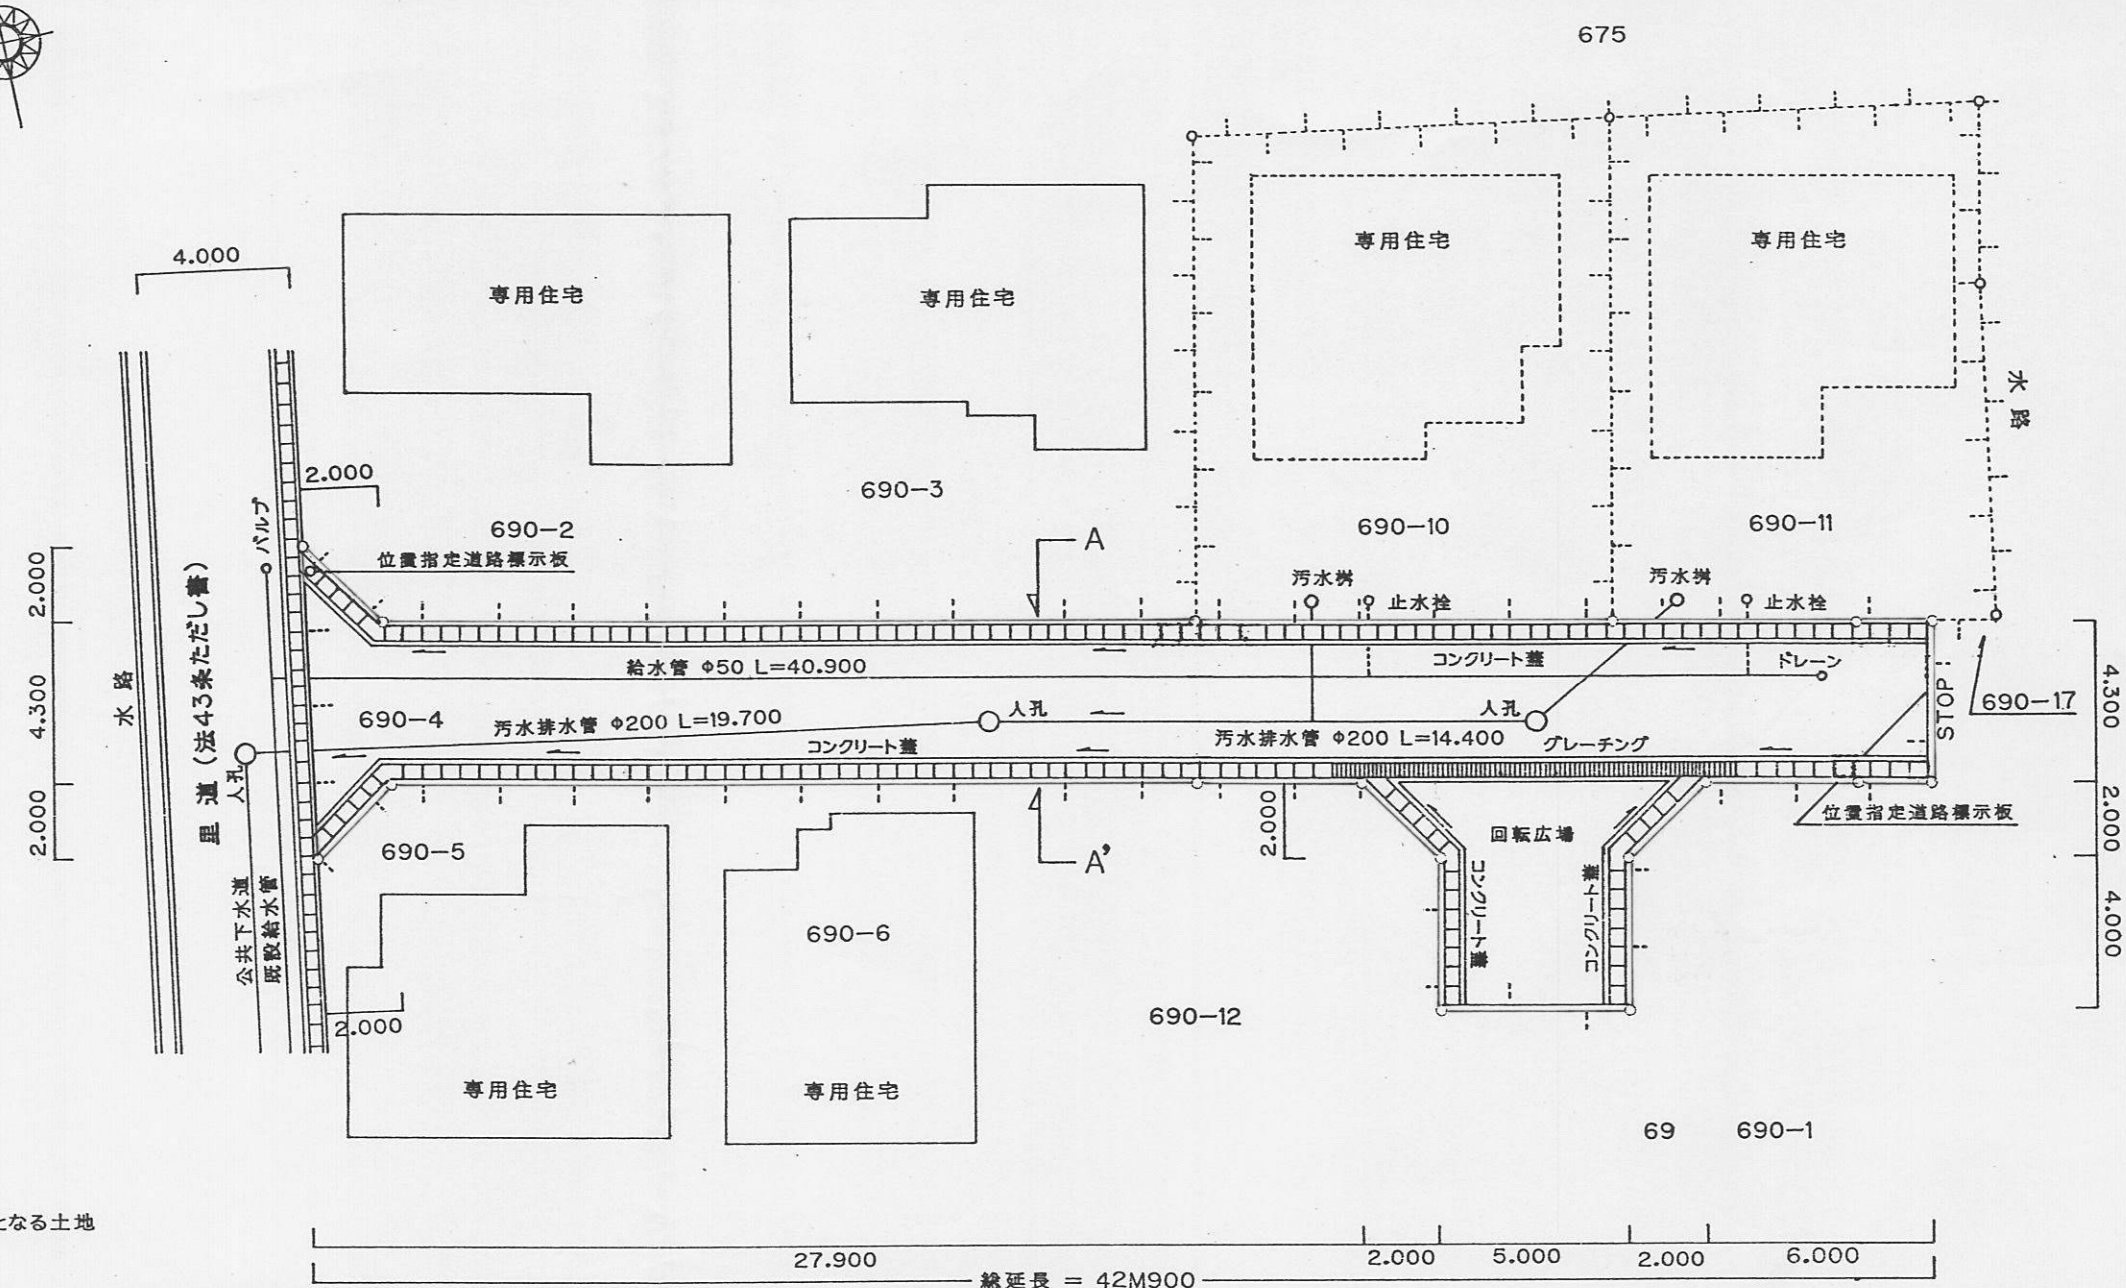 675
専用住宅
専用住宅
4.000
専用住宅
専用住宅
水路
2.000
690-3
690-2
690-10
690-11
バルブ
A
位置指定道路標示板
2.000
里道(法43条ただし書)
汚水桝
止水栓
汚水桝
止水栓
給水管 Φ50 L=40.900
コンクリート蓋
ドレーン
水路
4.300
690-4
汚水排水管 Φ200 L=19.700
人孔
人孔
STOP
690-17
4.300
コンクリート蓋
汚水排水管 Φ200 L=14.400
グレーチング
人孔
2.000
690-5
A'
2.000
回転広場
位置指定道路標示板
2.000
公共下水道
既設給水管
コンクリート蓋
コンクリート蓋
4.000
690-6
2.000
690-12
専用住宅
専用住宅
69
690-1
となる土地
27.900
2.000
5.000
2.000
6.000
総延長 = 42M900